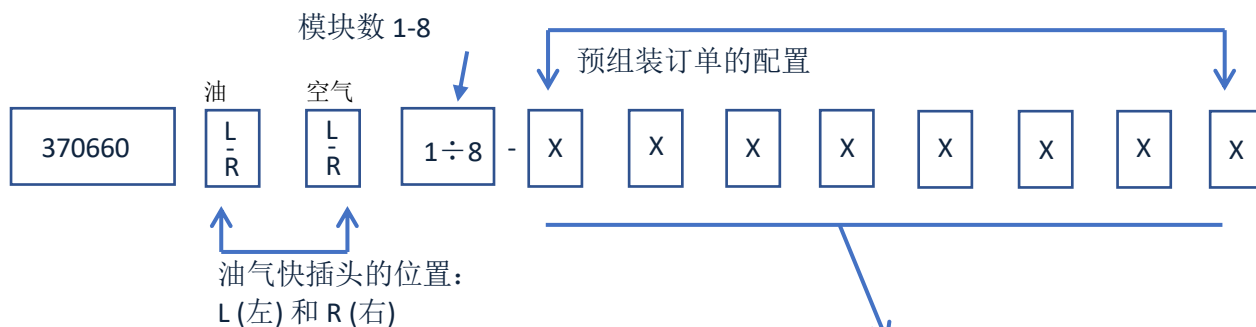 模块数 1-8
预组装订单的配置
油 空气
370660 L-R L-R 1÷8 - X X X X X X X X
油气快插头的位置：
L (左) 和 R (右)